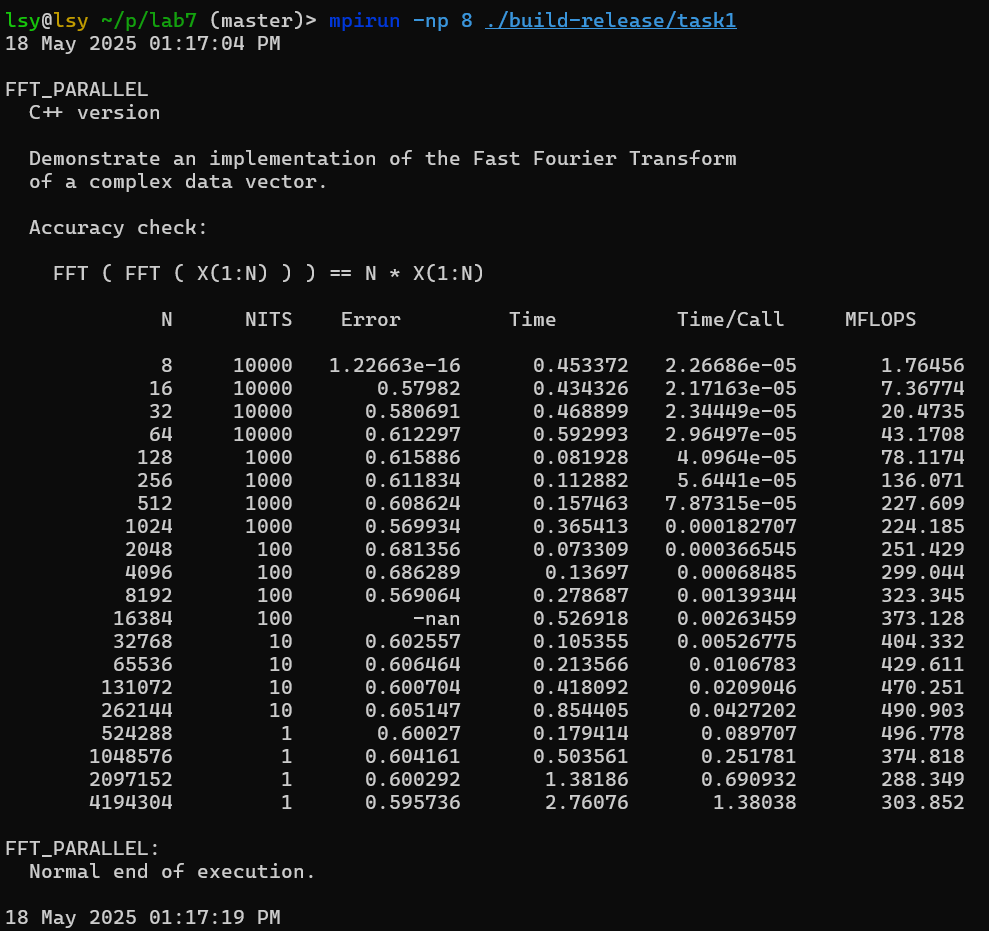 lsy@lsy ~/p/lab7 (master)> mpirun -np 8 ./build-release/task1
18 May 2025 01:17:04 PM
FFT_PARALLEL
C++ version
Demonstrate an implementation of the Fast Fourier Transform
of a complex data vector.
Accuracy check:
FFT ( FFT ( X(1:N) ) ) == N * X(1:N)
N NITS Error Time Time/Call MFLOPS
8 10000 1.22663e-16 0.453372 2.26686e-05 1.76456
16 10000 0.57982 0.434326 2.17163e-05 7.36774
32 10000 0.580691 0.468899 2.34449e-05 20.4735
64 10000 0.612297 0.592993 2.96497e-05 43.1708
128 1000 0.615886 0.081928 4.0964e-05 78.1174
256 1000 0.611834 0.112882 5.6441e-05 136.071
512 1000 0.608624 0.157463 7.87315e-05 227.609
1024 1000 0.569934 0.365413 0.000182707 224.185
2048 100 0.681356 0.073309 0.000366545 251.429
4096 100 0.686289 0.13697 0.00068485 299.044
8192 100 0.569064 0.278687 0.00139344 323.345
16384 100 -nan 0.526918 0.00263459 373.128
32768 10 0.602557 0.105355 0.00526775 404.332
65536 10 0.606464 0.213566 0.0106783 429.611
131072 10 0.600704 0.418092 0.0209046 470.251
262144 10 0.605147 0.854405 0.0427202 490.903
524288 1 0.60027 0.179414 0.089707 496.778
1048576 1 0.604161 0.503561 0.251781 374.818
2097152 1 0.600292 1.38186 0.690932 288.349
4194304 1 0.595736 2.76076 1.38038 303.852
FFT_PARALLEL:
Normal end of execution.
18 May 2025 01:17:19 PM